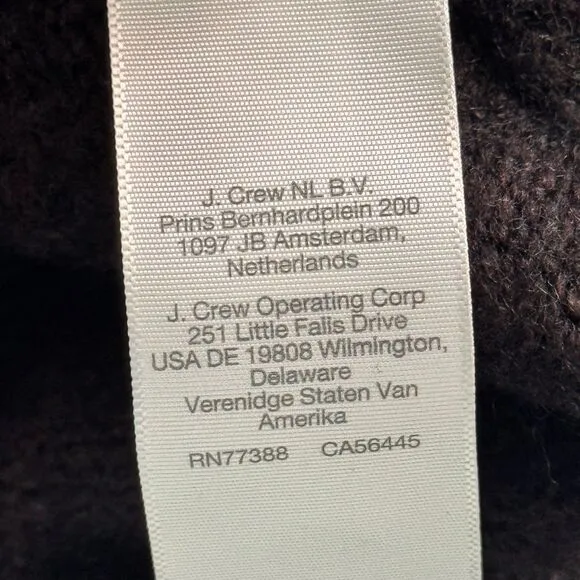 J. Crew NL B.V.
Prins Bernhardplein 200
1097 JB Amsterdam,
Netherlands
J. Crew Operating Corp
251 Little Falls Drive
USA DE 19808 Wilmington,
Delaware
Verenidge Staten Van
Amerika
RN77388 CA56445